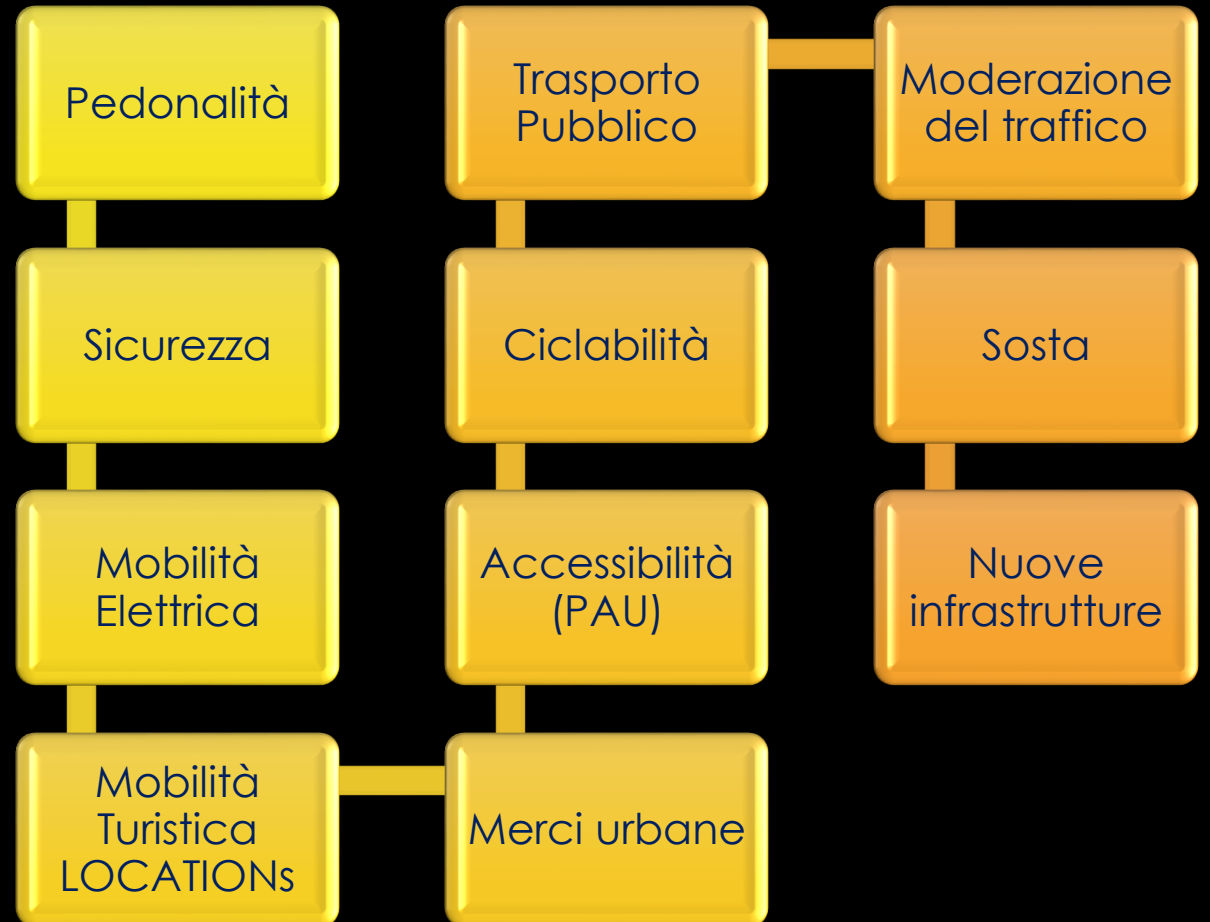 Pedonalità
Sicurezza
Mobilità
Elettrica
Mobilità
Turistica
LOCATIONs
Merci urbane
Accessibilità
(PAU)
Ciclabilità
Trasporto
Pubblico
Moderazione
del traffico
Sosta
Nuove
infrastrutture